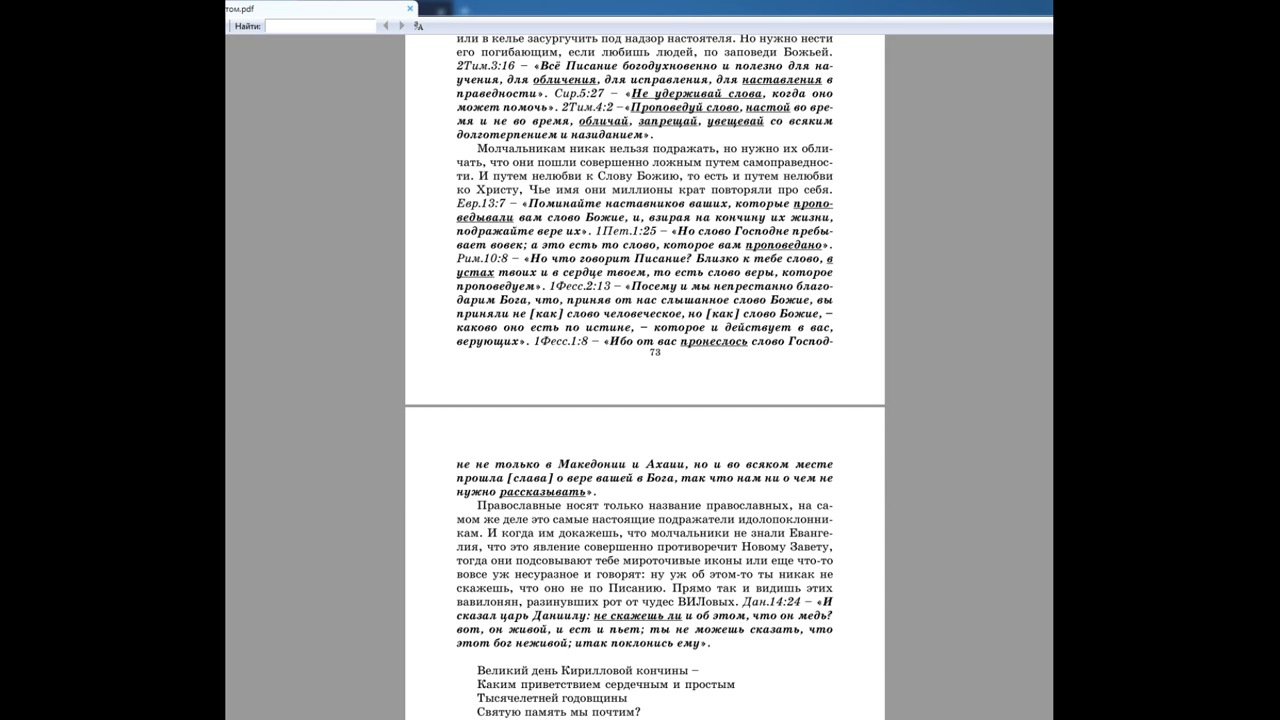 том.pdf
Найти:
или в келье засургучить под надзор настоятеля. Но нужно нести
его погибающим, если любишь людей, по заповеди Божьей.
2Тим.3:16 – «Всё Писание богодухновенно и полезно для на-
учения, для обличения, для исправления, для наставления в
праведности». Сир.5:27 – «Не удерживай слова, когда оно
может помочь». 2Тим.4:2 –«Проповедуй слово, настой во вре-
мя и не во время, обличай, запрещай, увещевай со всяким
долготерпением и назиданием».
Молчальникам никак нельзя подражать, но нужно их обли-
чать, что они пошли совершенно ложным путем самоправеднос-
ти. И путем нелюбви к Слову Божию, то есть и путем нелюбви
ко Христу, Чье имя они миллионы крат повторяли про себя.
Евр.13:7 – «Поминайте наставников ваших, которые пропо-
ведывали вам слово Божие, и, взирая на кончину их жизни,
подражайте вере их». 1Пет.1:25 – «Но слово Господне пребы-
вает вовек; а это есть то слово, которое вам проповедано».
Рим.10:8 – «Но что говорит Писание? Близко к тебе слово, в
устах твоих и в сердце твоем, то есть слово веры, которое
проповедуем». 1Фесс.2:13 – «Посему и мы непрестанно благо-
дарим Бога, что, приняв от нас слышанное слово Божие, вы
приняли не [как] слово человеческое, но [как] слово Божие, –
каково оно есть по истине, – которое и действует в вас,
верующих». 1Фесс.1:8 – «Ибо от вас пронеслось слово Господ-
73
не не только в Македонии и Ахаии, но и во всяком месте
прошла [слава] о вере вашей в Бога, так что нам ни о чем не
нужно рассказывать».
Православные носят только название православных, на са-
мом же деле это самые настоящие подражатели идолопоклонни-
кам. И когда им докажешь, что молчальники не знали Еванге-
лия, что это явление совершенно противоречит Новому Завету,
тогда они подсовывают тебе мироточивые иконы или еще что-то
вовсе уж несуразное и говорят: ну уж об этом-то ты никак не
скажешь, что оно не по Писанию. Прямо так и видишь этих
вавилонян, разинувших рот от чудес ВИЛовых. Дан.14:24 – «И
сказал царь Даниилу: не скажешь ли и об этом, что он медь?
вот, он живой, и ест и пьет; ты не можешь сказать, что
этот бог неживой; итак поклонись ему».
Великий день Кирилловой кончины –
Каким приветствием сердечным и простым
Тысячелетней годовщины
Святую память мы почтим?